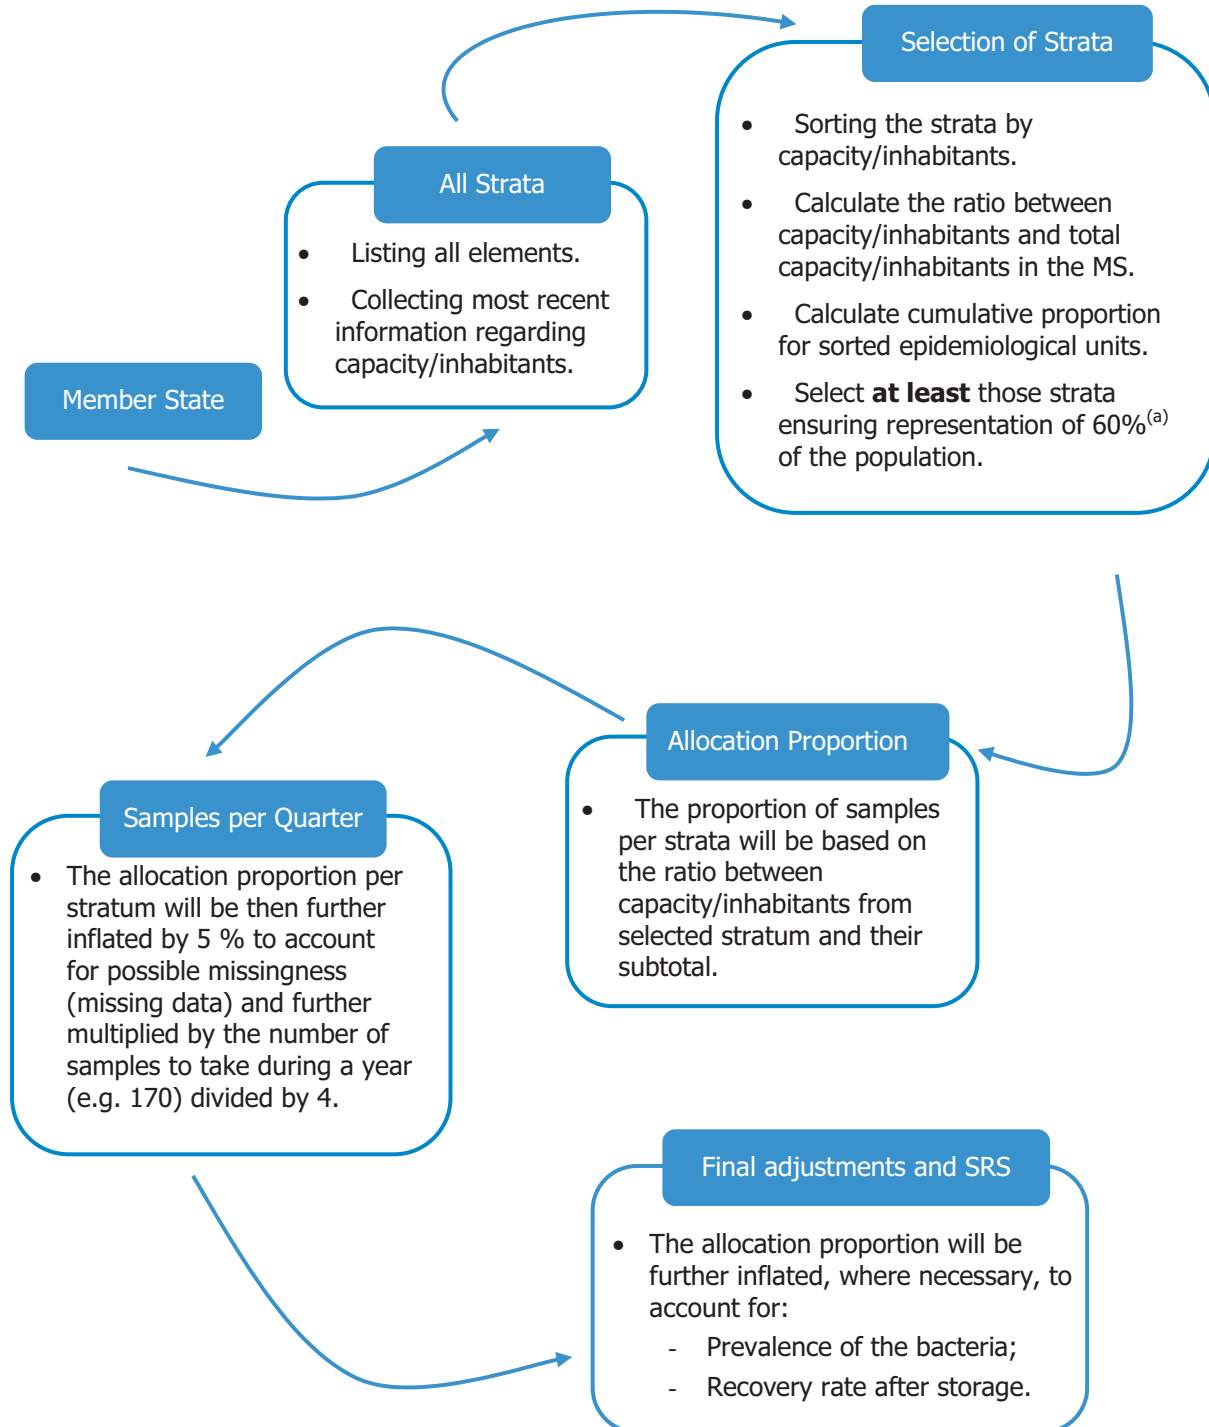 Member State
All Strata
• Listing all elements.
• Collecting most recent
information regarding
capacity/inhabitants.
Selection of Strata
• Sorting the strata by
capacity/inhabitants.
• Calculate the ratio between
capacity/inhabitants and total
capacity/inhabitants in the MS.
• Calculate cumulative proportion
for sorted epidemiological units.
• Select at least those strata
ensuring representation of 60%(a)
of the population.
Allocation Proportion
• The proportion of samples
per strata will be based on
the ratio between
capacity/inhabitants from
selected stratum and their
subtotal.
Samples per Quarter
• The allocation proportion per
stratum will be then further
inflated by 5 % to account
for possible missingness
(missing data) and further
multiplied by the number of
samples to take during a year
(e.g. 170) divided by 4.
Final adjustments and SRS
• The allocation proportion will be
further inflated, where necessary, to
account for:
- Prevalence of the bacteria;
- Recovery rate after storage.